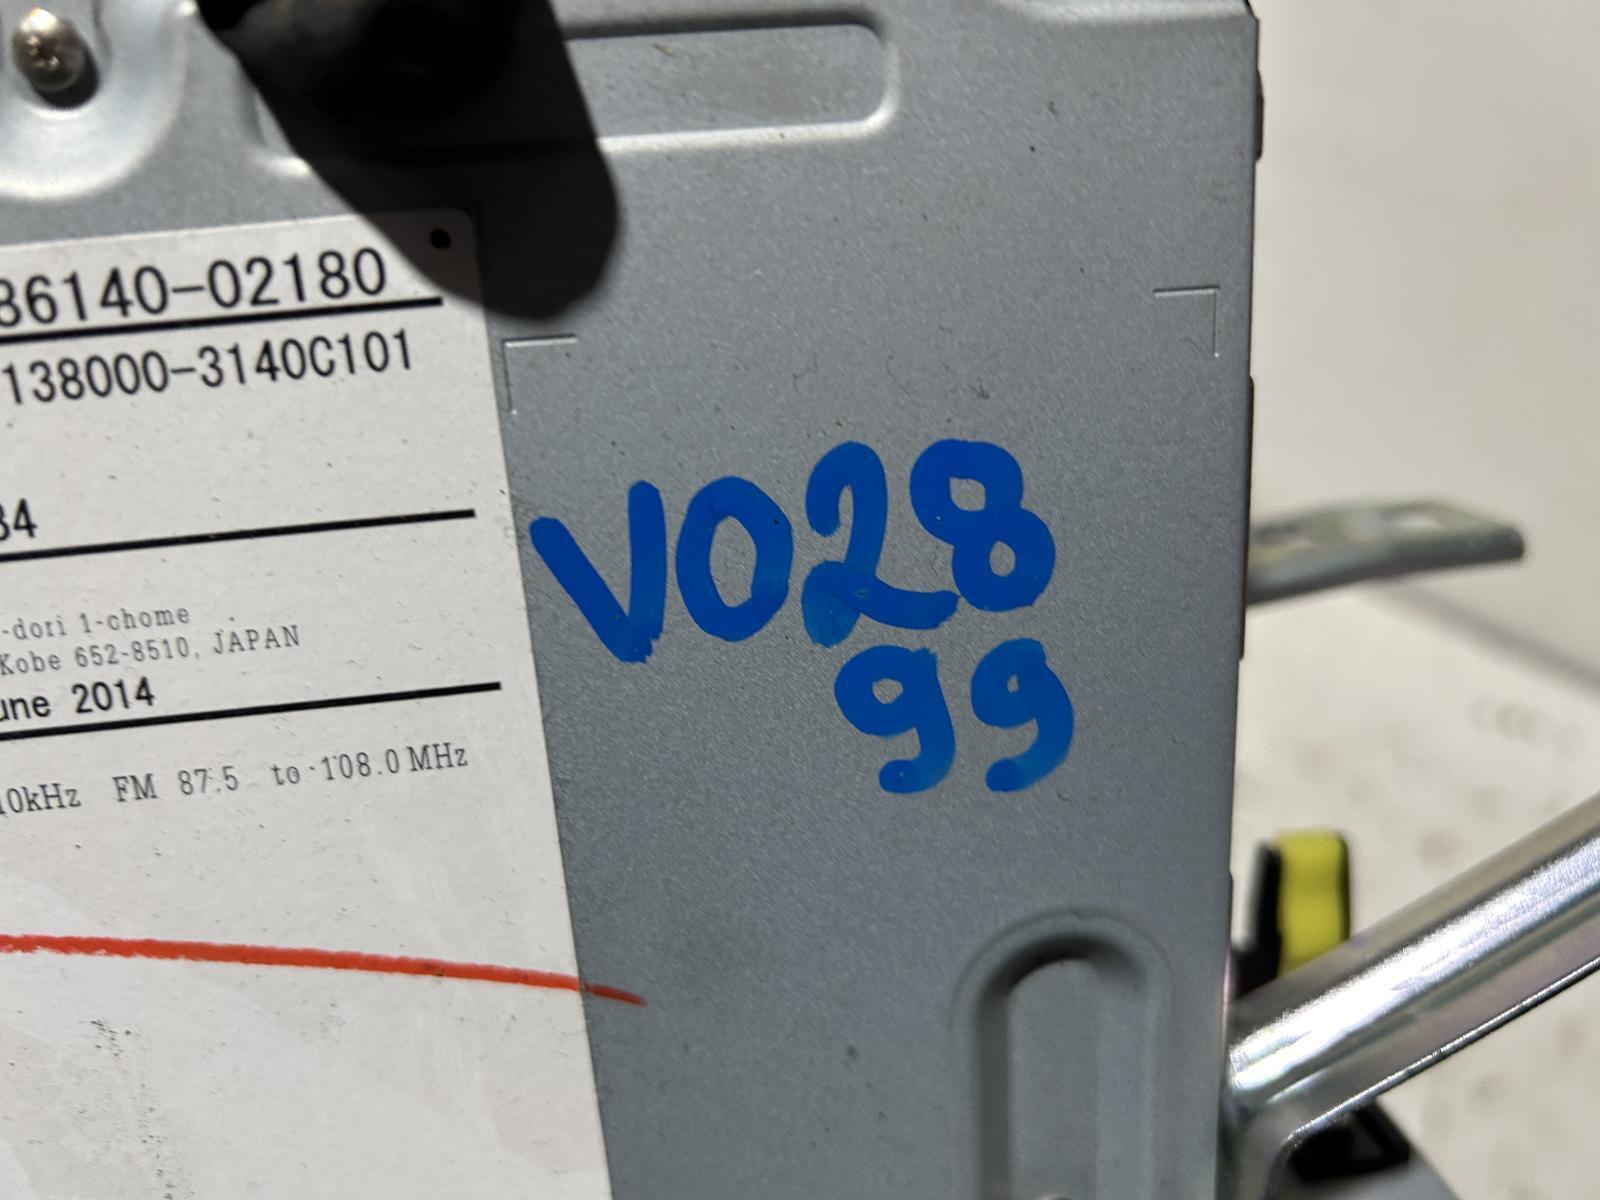 86140-02180
138000-3140C101
84
-dori 1-chome
Kobe 652-8510, JAPAN
une 2014
10kHz FM 87.5 to 108.0 MHz
V028
99